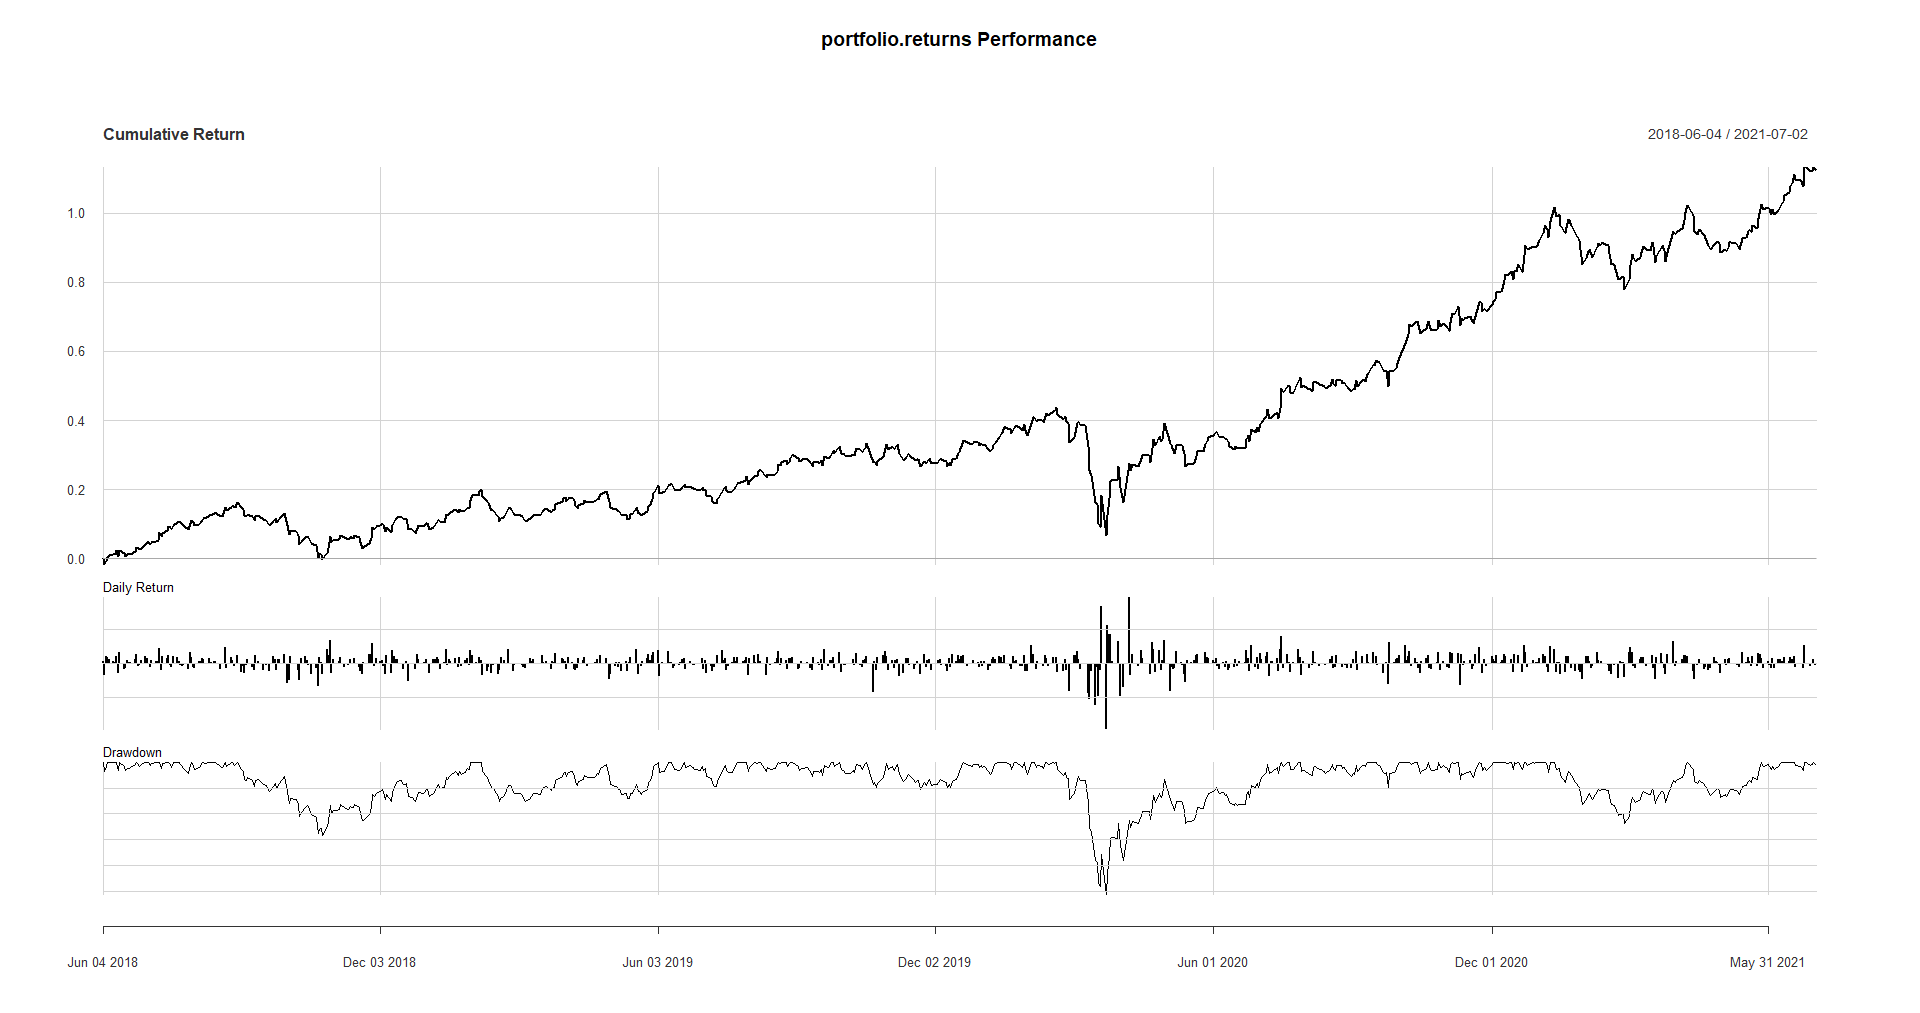 portfolio.returns Performance
Cumulative Return
2018-06-04 / 2021-07-02
1.0
0.8
0.6
0.4
0.2
0.0
Daily Return
Drawdown
Jun 04 2018
Dec 03 2018
Jun 03 2019
Dec 02 2019
Jun 01 2020
Dec 01 2020
May 31 2021